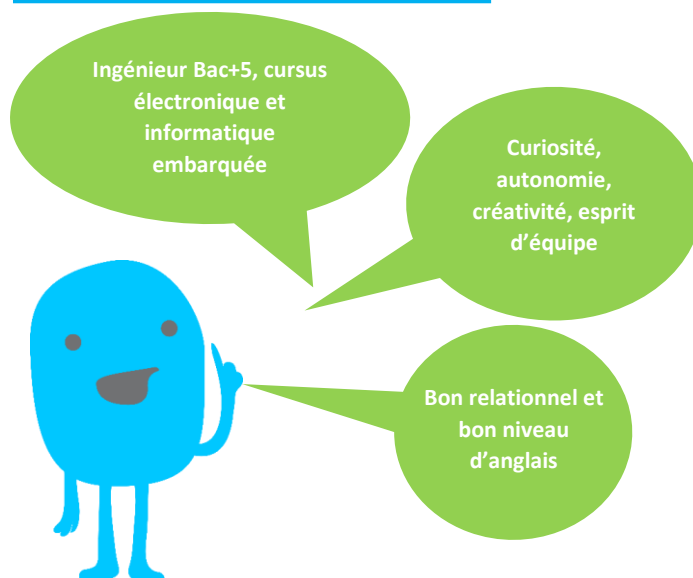 Ingénieur Bac+5, cursus
électronique et
informatique
embarquée
Curiosité,
autonomie,
créativité, esprit
d’équipe
Bon relationnel et
bon niveau
d’anglais